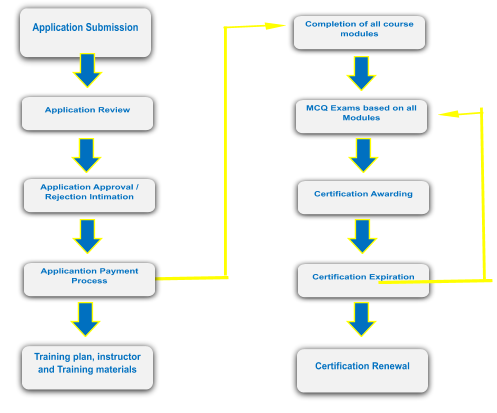 Application Submission
Application Review
Application Approval /
Rejection Intimation
Applicantion Payment
Process
Training plan, instructor
and Training materials
Completion of all course
modules
MCQ Exams based on all
Modules
Certification Awarding
Certification Expiration
Certification Renewal